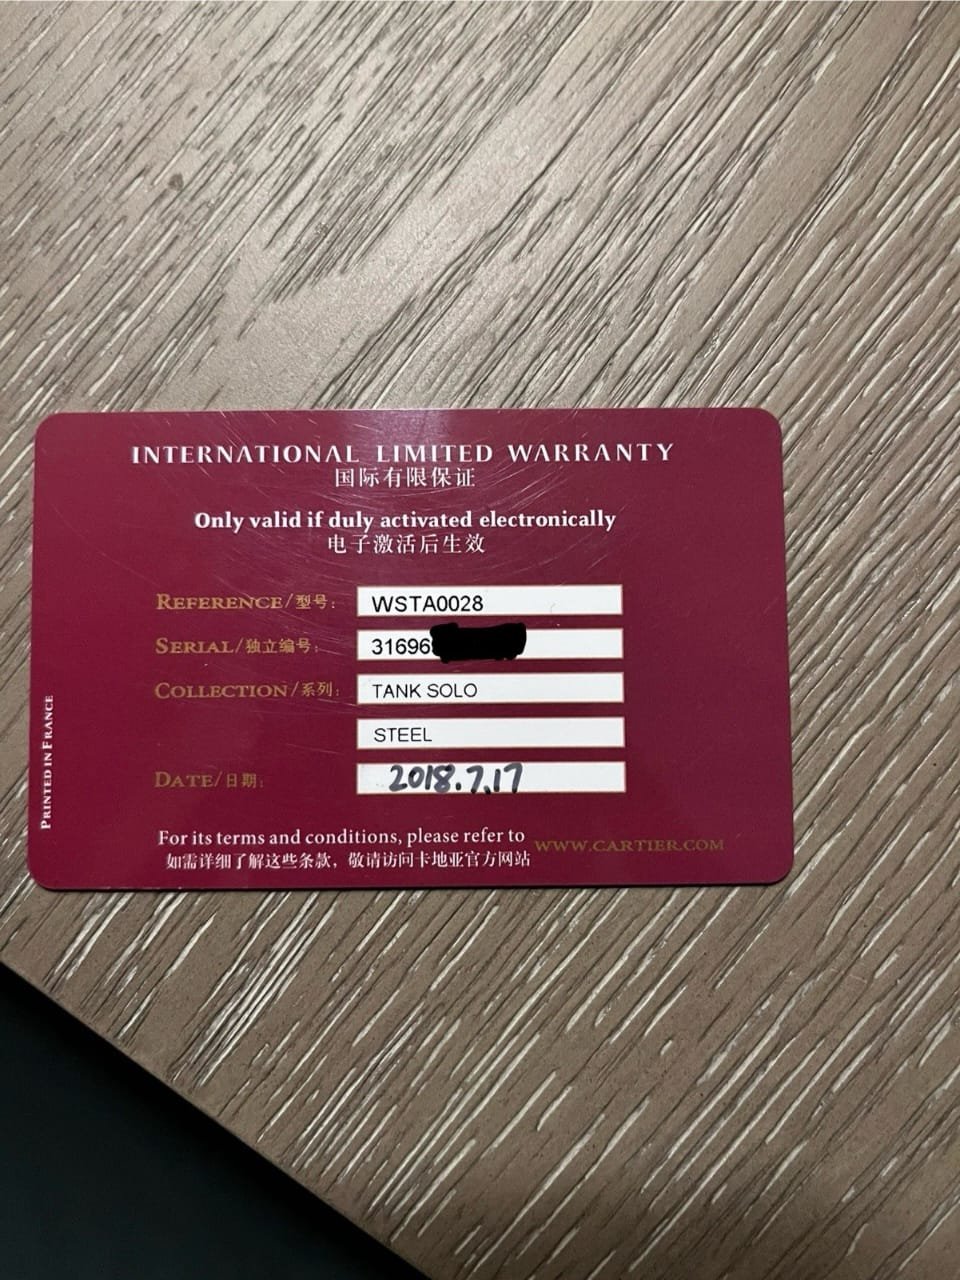 INTERNATIONAL LIMITED WARRANTY
国际有限保证
Only valid if duly activated electronically
电子激活后生效
REFERENCE/型号: WSTA0028
SERIAL/独立编号: 31696
COLLECTION/系列: TANK SOLO
STEEL
DATE/日期: 2018.7.17
For its terms and conditions, please refer to
如需详细了解这些条款，敬请访问卡地亚官方网站
WWW.CARTIER.COM
PRINTED IN FRANCE